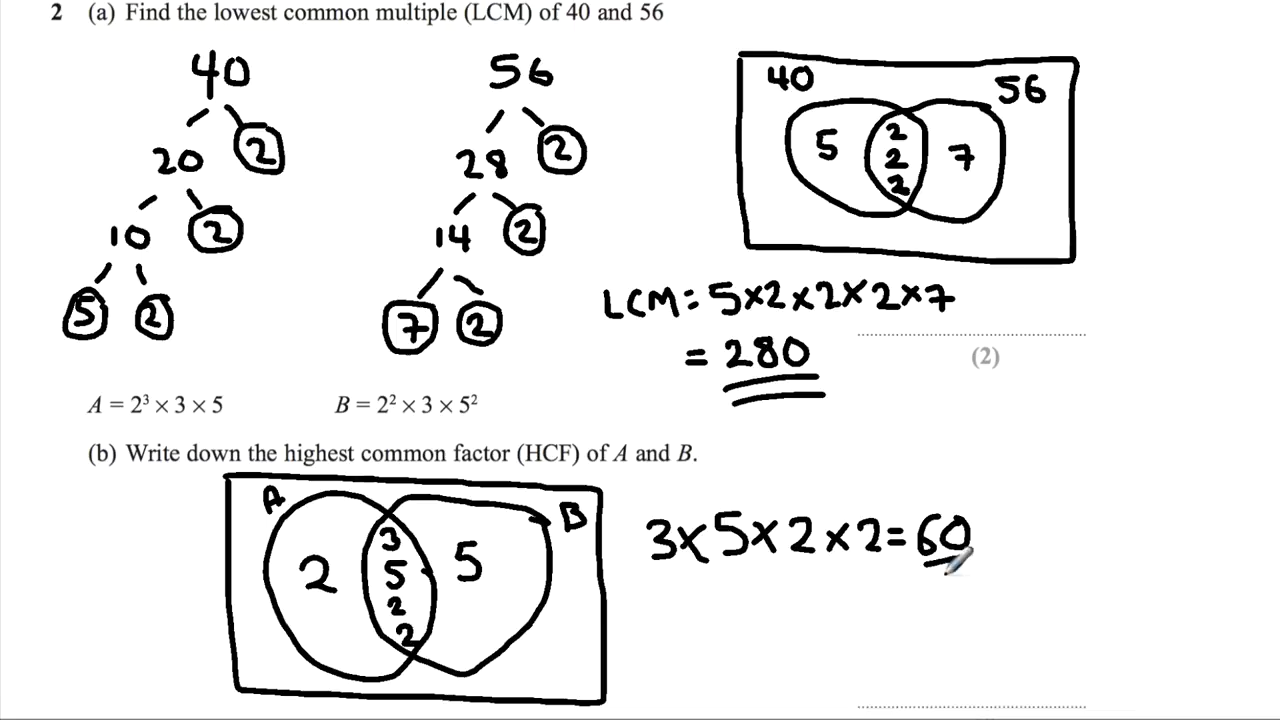 2 (a) Find the lowest common multiple (LCM) of 40 and 56
40
20 2
10 2
5 2
56
28 2
14 2
7 2
40 56
5 2 7
2
2
LCM: 5×2×2×2×7
= 280
(2)
A = 2³ × 3 × 5 B = 2² × 3 × 5²
(b) Write down the highest common factor (HCF) of A and B.
A B
2 3 5
5
2
2
3×5×2×2=60